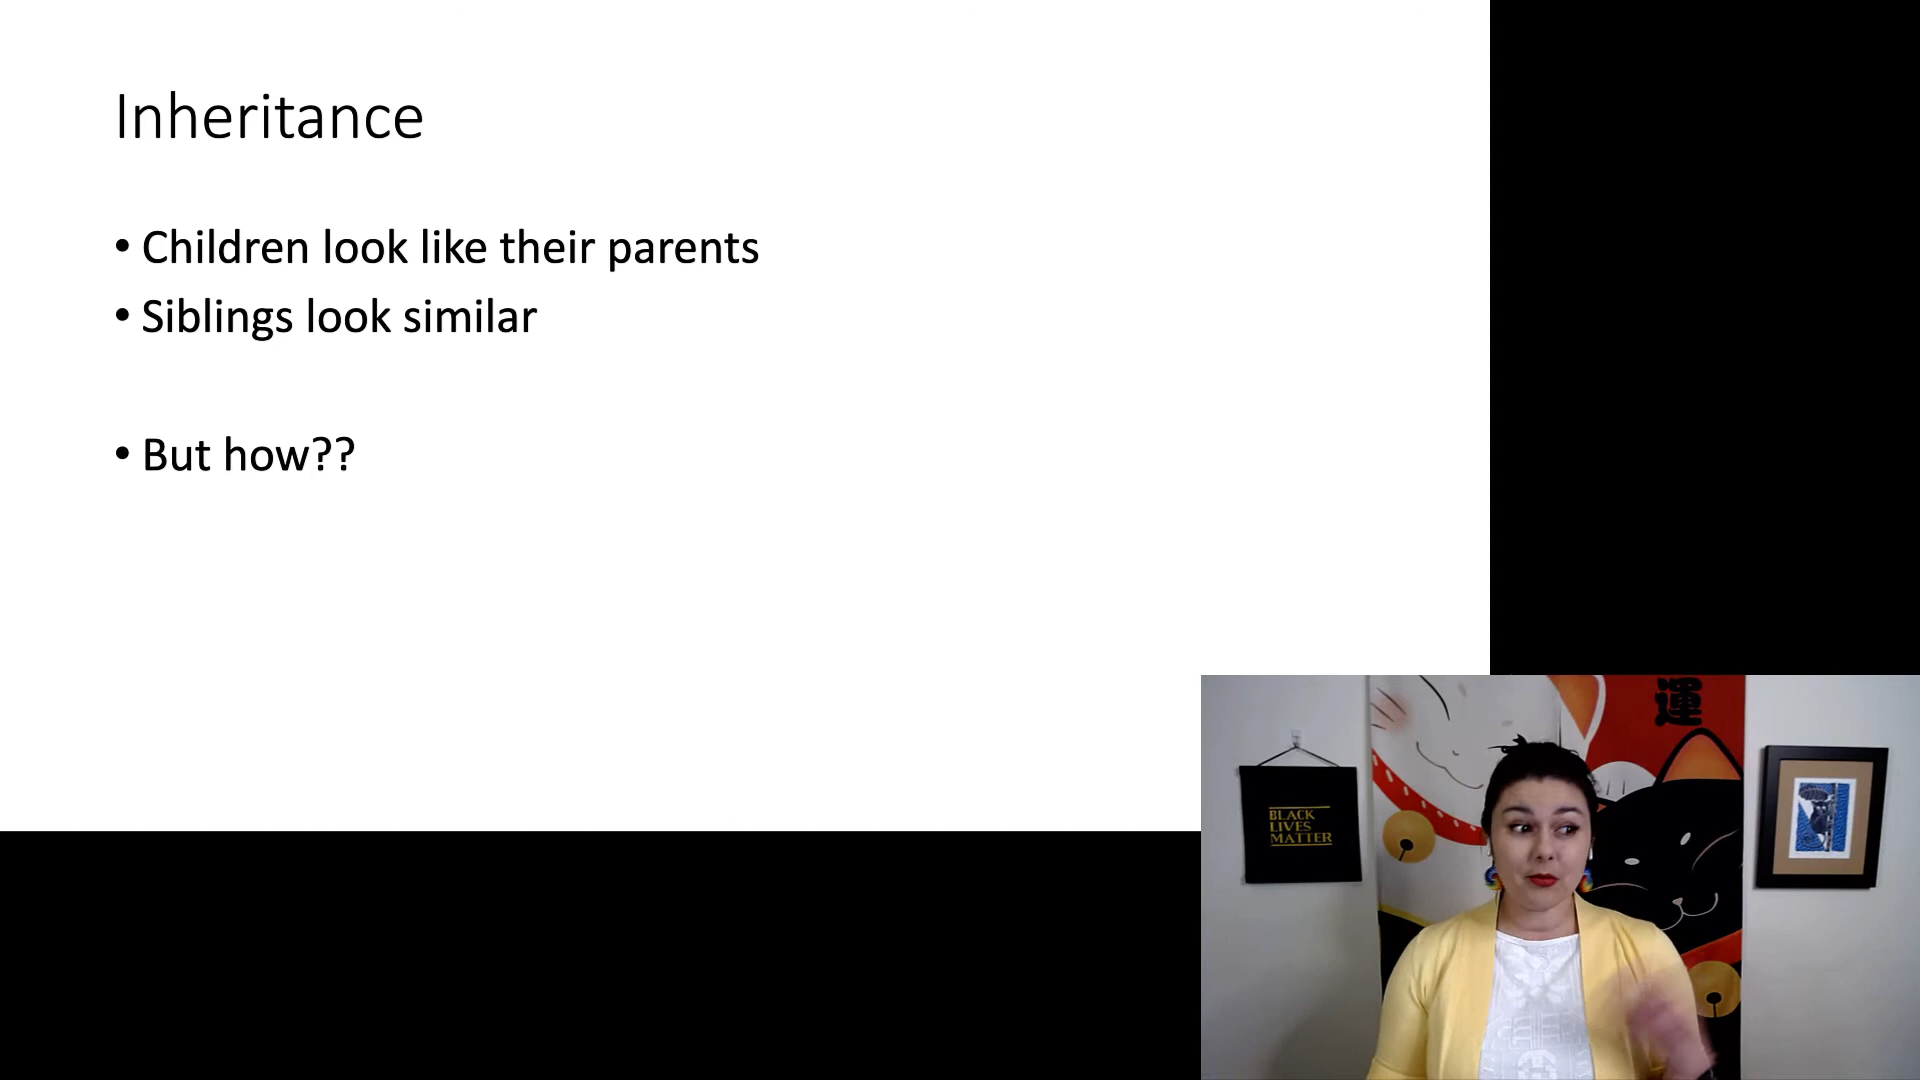 Inheritance
• Children look like their parents
• Siblings look similar
• But how??
運
BLACK
LIVES
MATTER